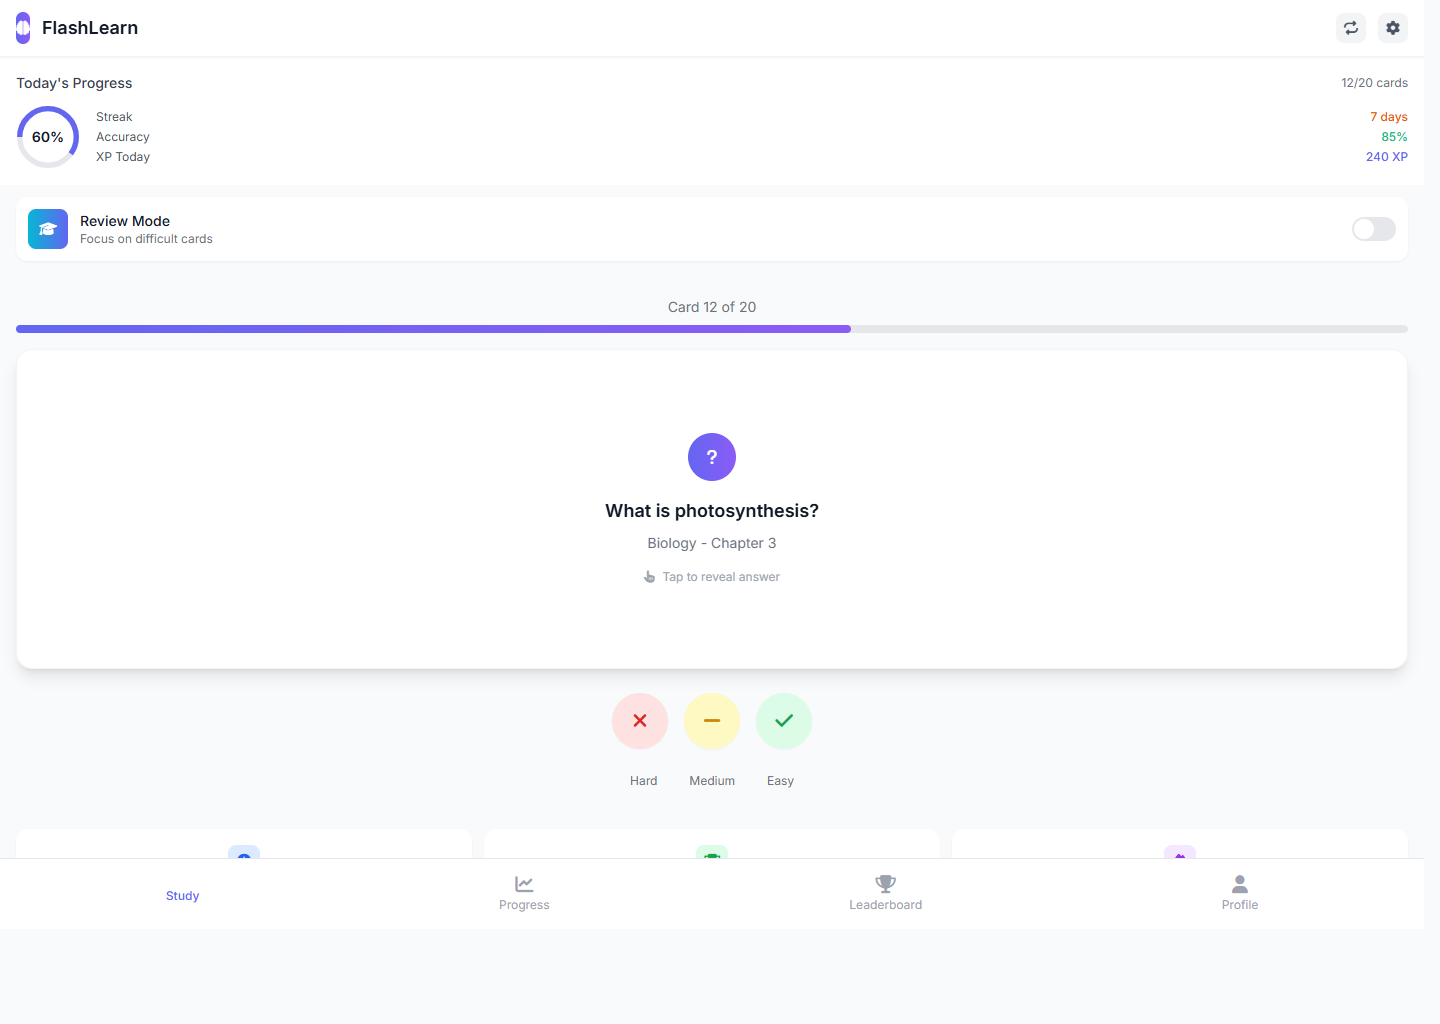 FlashLearn
Today's Progress
12/20 cards
60%
Streak
7 days
Accuracy
85%
XP Today
240 XP
Review Mode
Focus on difficult cards
Card 12 of 20
?
What is photosynthesis?
Biology - Chapter 3
Tap to reveal answer
Hard
Medium
Easy
Study
Progress
Leaderboard
Profile